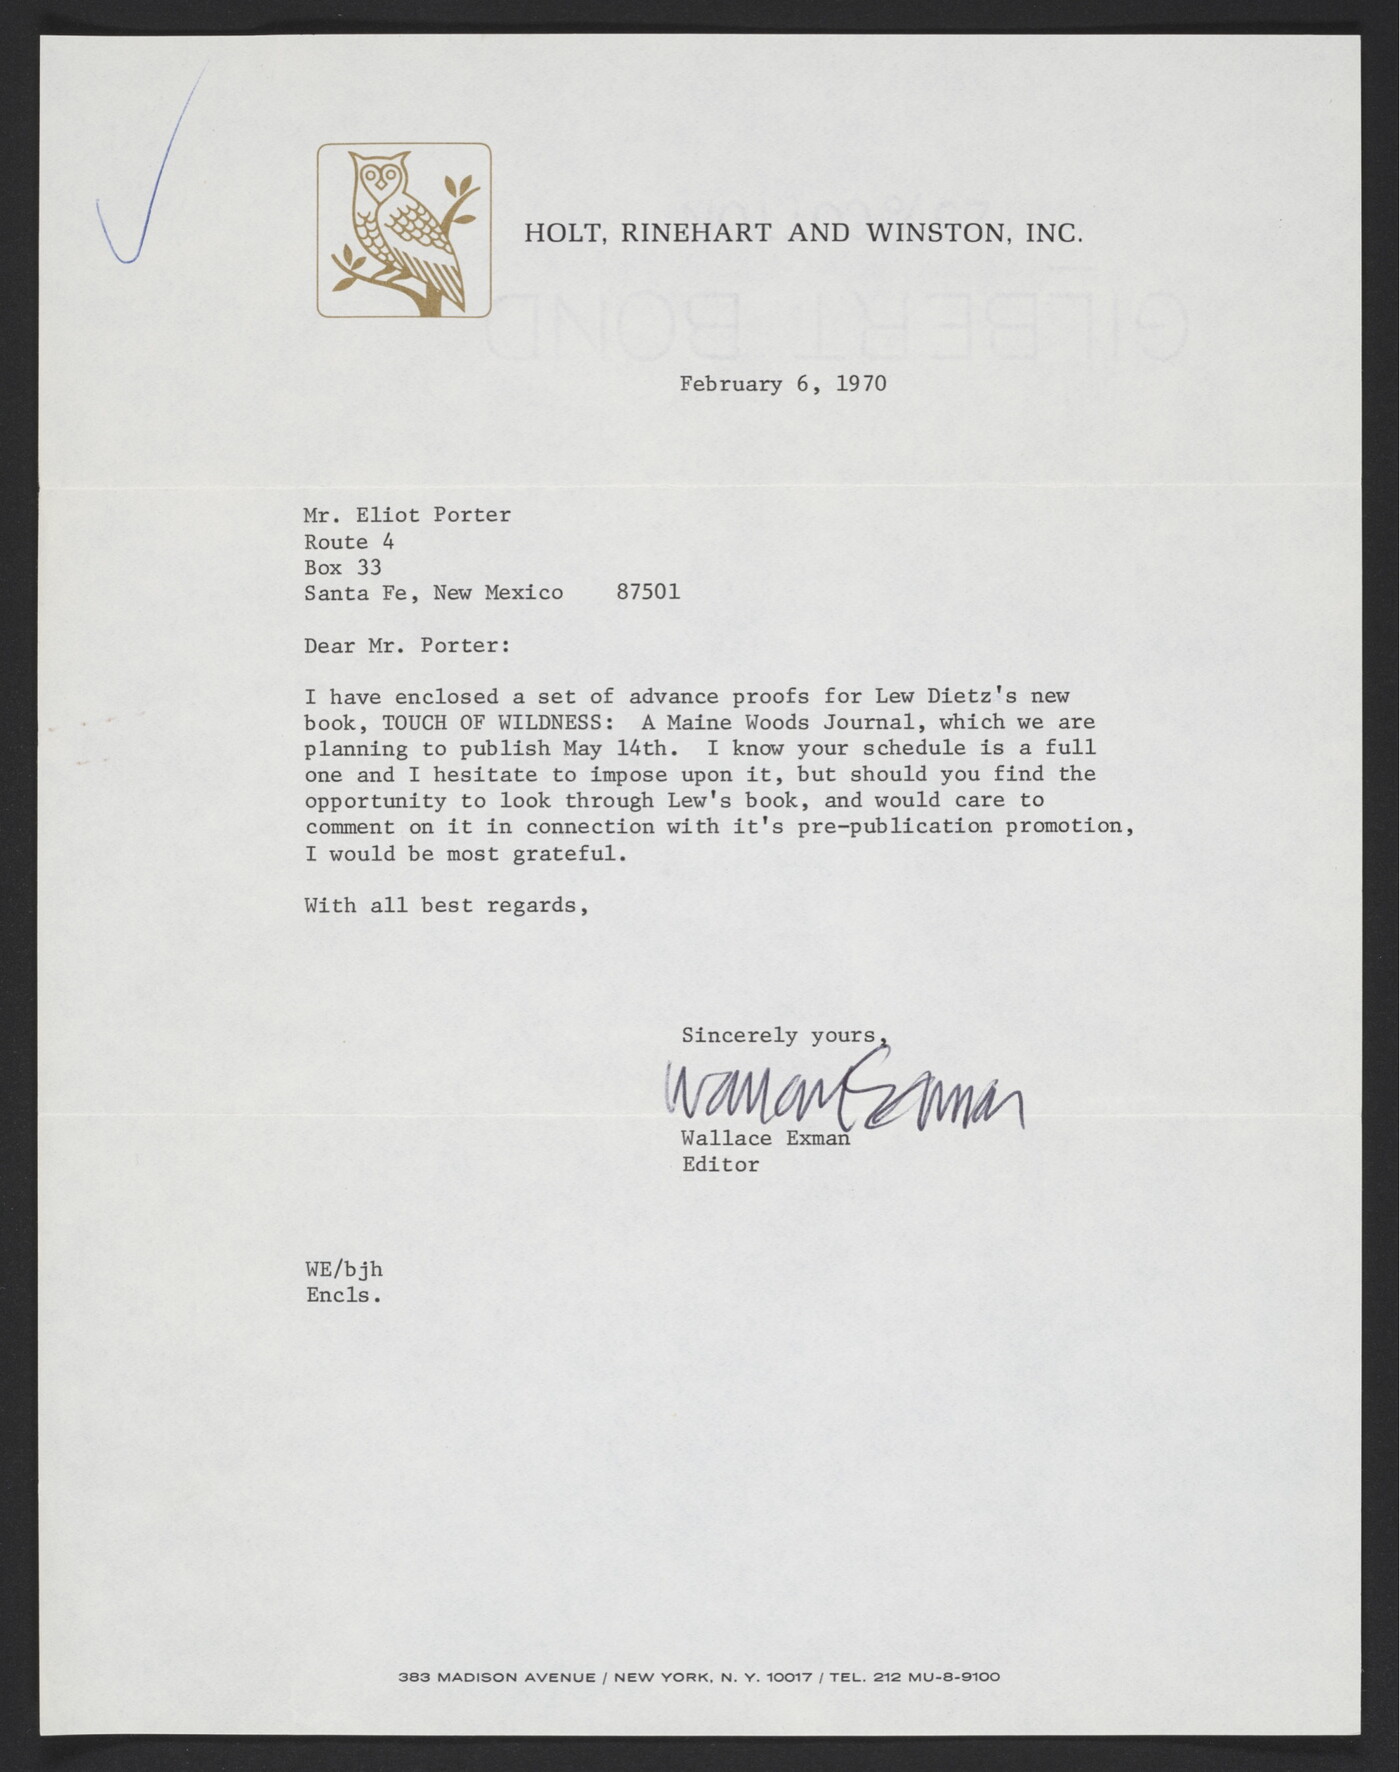 HOLT, RINEHART AND WINSTON, INC.
February 6, 1970
Mr. Eliot Porter
Route 4
Box 33
Santa Fe, New Mexico    87501
Dear Mr. Porter:
I have enclosed a set of advance proofs for Lew Dietz's new
book, TOUCH OF WILDNESS:  A Maine Woods Journal, which we are
planning to publish May 14th.  I know your schedule is a full
one and I hesitate to impose upon it, but should you find the
opportunity to look through Lew's book, and would care to
comment on it in connection with it's pre-publication promotion,
I would be most grateful.
With all best regards,
Sincerely yours,
Wallace Exman
Wallace Exman
Editor
WE/bjh
Encls.
383 MADISON AVENUE / NEW YORK, N. Y. 10017 / TEL. 212 MU-8-9100